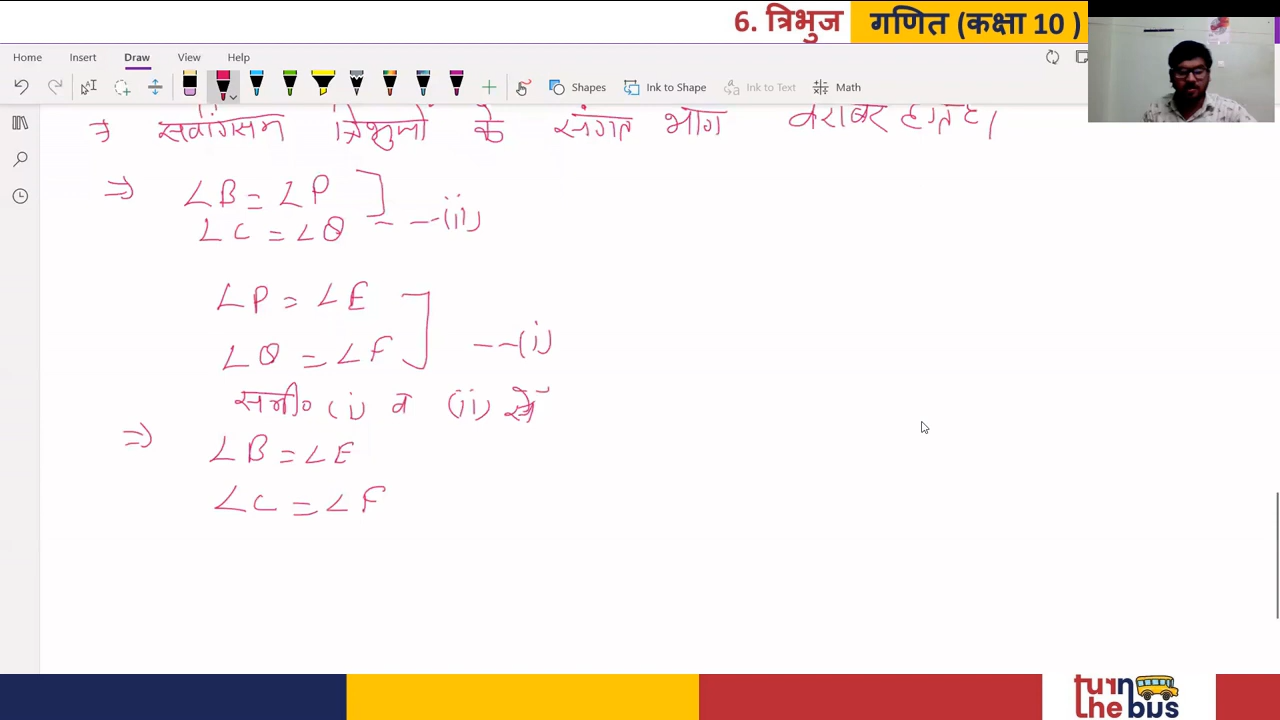 6. त्रिभुज गणित (कक्षा 10 )
Home Insert Draw View Help
Shapes Ink to Shape Ink to Text Math
⇒ सर्वांगसम त्रिभुजों के संगत भाग बराबर होते है।
⇒ ∠B = ∠P
∠C = ∠Q -- (ii)
∠P = ∠E
∠Q = ∠F -- (i)
समी० (i) व (ii) से
⇒ ∠B = ∠E
∠C = ∠F
turn
the bus